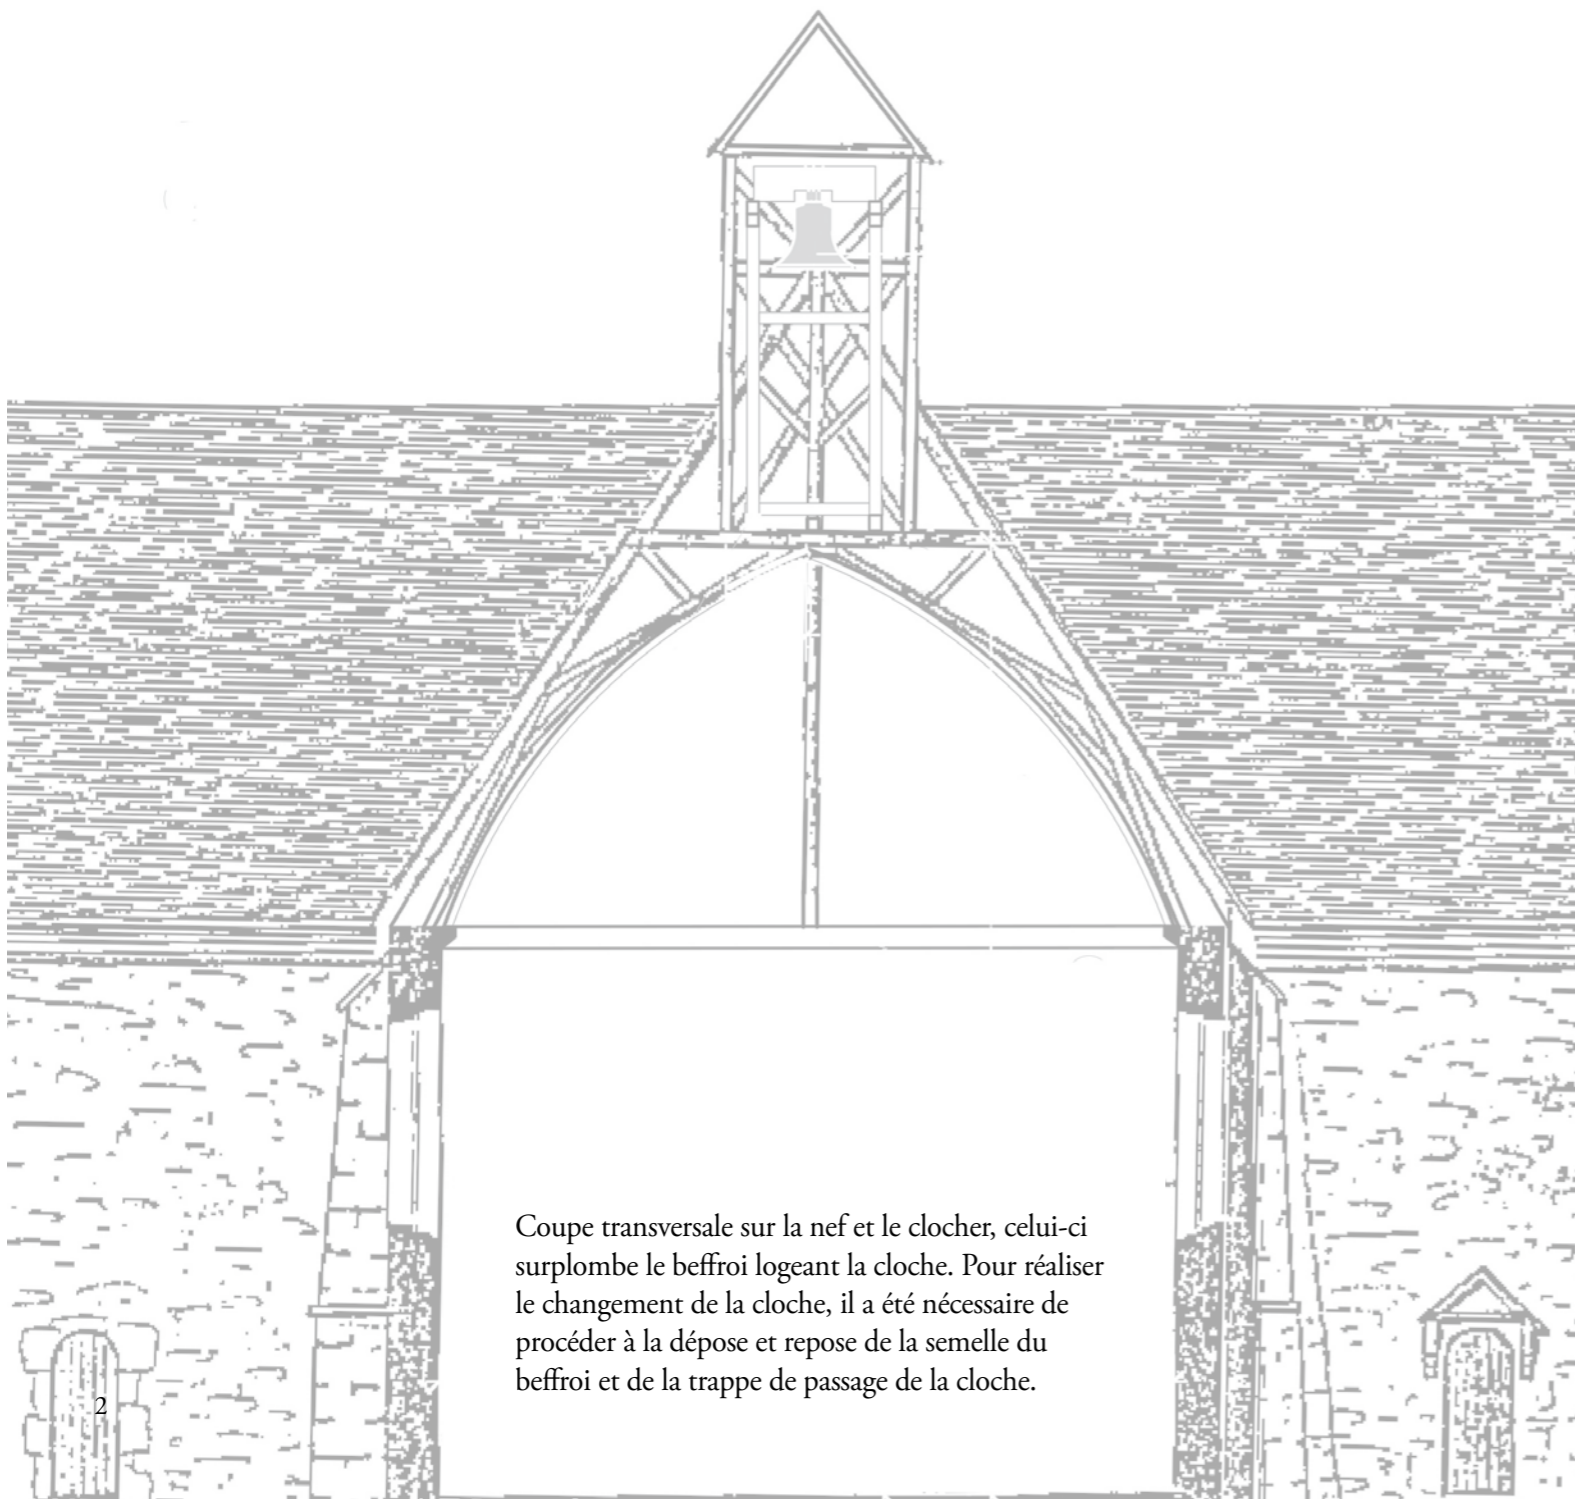 Coupe transversale sur la nef et le clocher, celui-ci
surplombe le beffroi logeant la cloche. Pour réaliser
le changement de la cloche, il a été nécessaire de
procéder à la dépose et repose de la semelle du
beffroi et de la trappe de passage de la cloche.
2